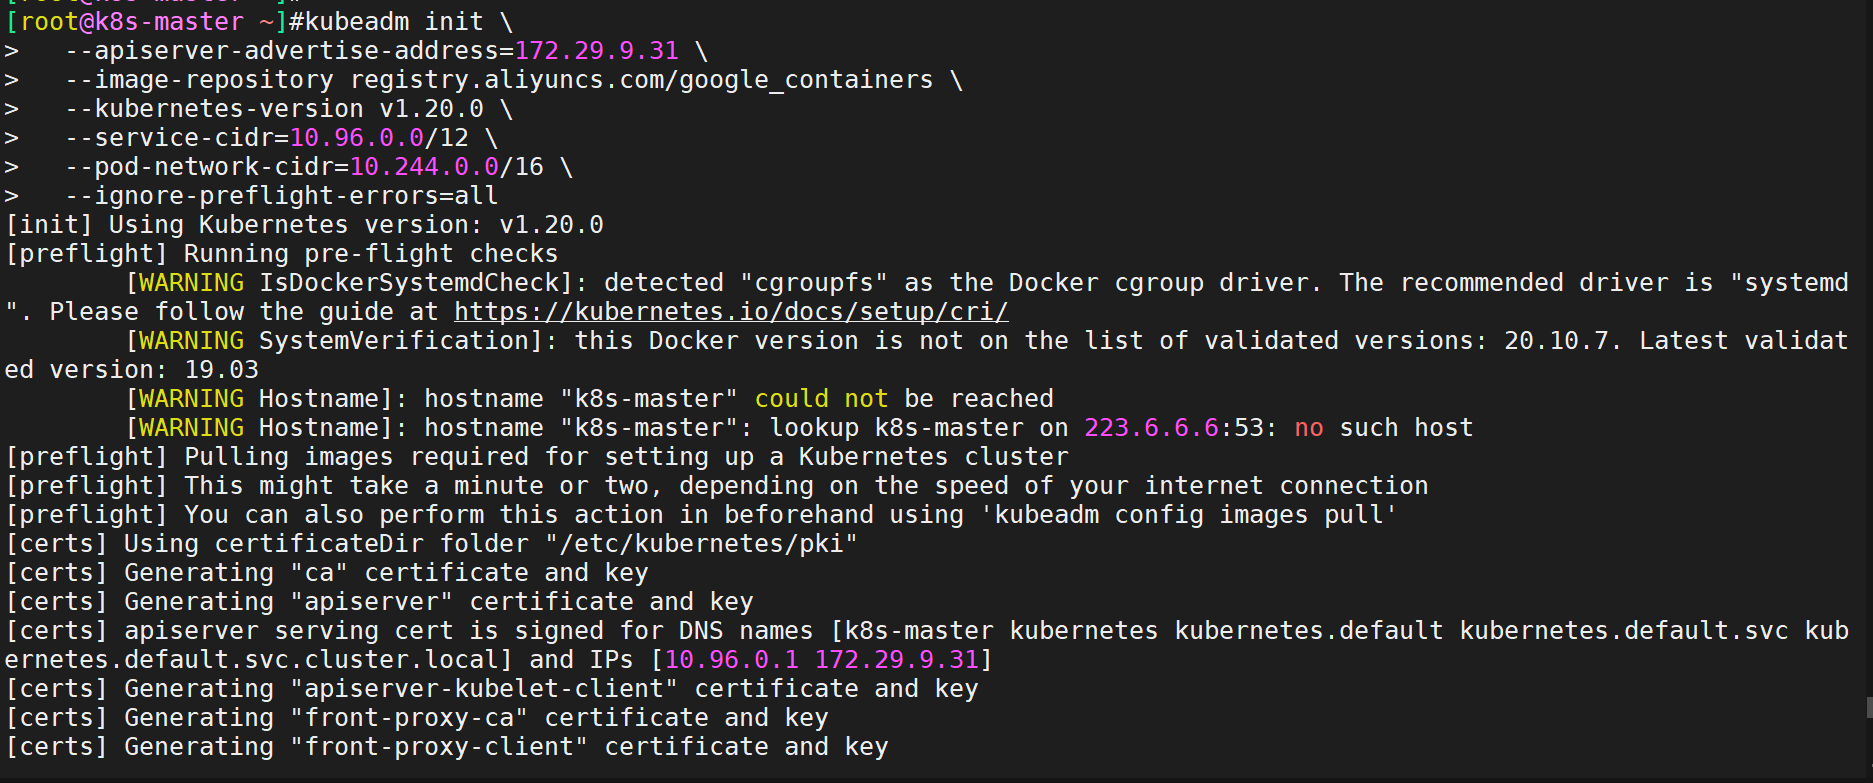 [root@k8s-master ~]#kubeadm init \
>   --apiserver-advertise-address=172.29.9.31 \
>   --image-repository registry.aliyuncs.com/google_containers \
>   --kubernetes-version v1.20.0 \
>   --service-cidr=10.96.0.0/12 \
>   --pod-network-cidr=10.244.0.0/16 \
>   --ignore-preflight-errors=all
[init] Using Kubernetes version: v1.20.0
[preflight] Running pre-flight checks
        [WARNING IsDockerSystemdCheck]: detected "cgroupfs" as the Docker cgroup driver. The recommended driver is "systemd
". Please follow the guide at https://kubernetes.io/docs/setup/cri/
        [WARNING SystemVerification]: this Docker version is not on the list of validated versions: 20.10.7. Latest validat
ed version: 19.03
        [WARNING Hostname]: hostname "k8s-master" could not be reached
        [WARNING Hostname]: hostname "k8s-master": lookup k8s-master on 223.6.6.6:53: no such host
[preflight] Pulling images required for setting up a Kubernetes cluster
[preflight] This might take a minute or two, depending on the speed of your internet connection
[preflight] You can also perform this action in beforehand using 'kubeadm config images pull'
[certs] Using certificateDir folder "/etc/kubernetes/pki"
[certs] Generating "ca" certificate and key
[certs] Generating "apiserver" certificate and key
[certs] apiserver serving cert is signed for DNS names [k8s-master kubernetes kubernetes.default kubernetes.default.svc kub
ernetes.default.svc.cluster.local] and IPs [10.96.0.1 172.29.9.31]
[certs] Generating "apiserver-kubelet-client" certificate and key
[certs] Generating "front-proxy-ca" certificate and key
[certs] Generating "front-proxy-client" certificate and key